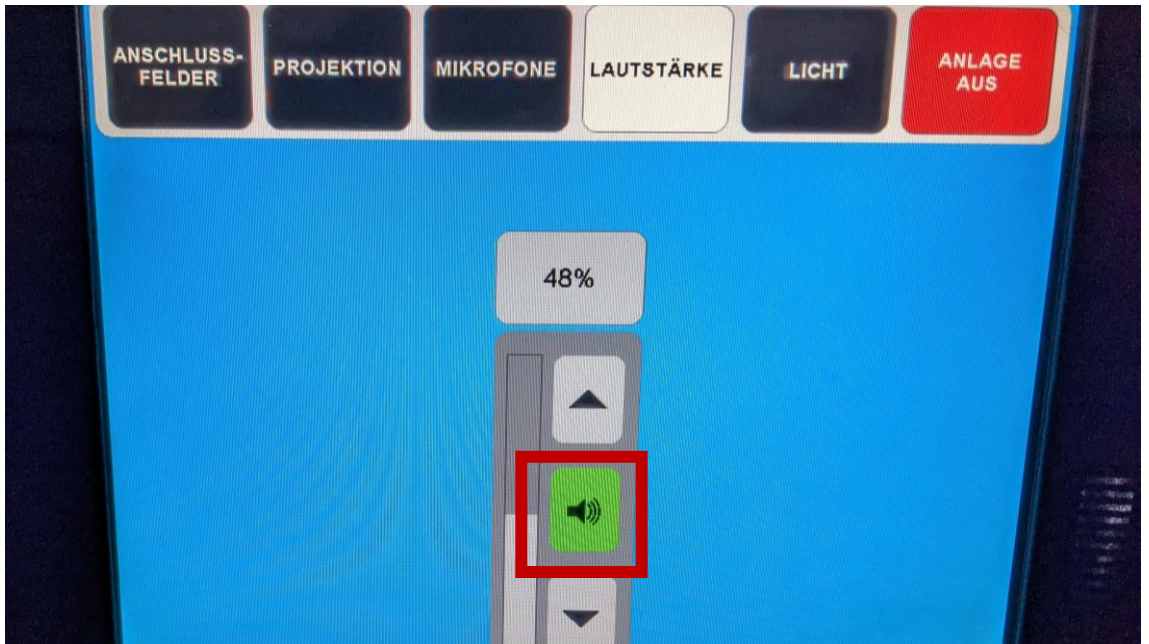 ANSCHLUSS-
FELDER
PROJEKTION
MIKROFONE
LAUTSTÄRKE
LICHT
ANLAGE
AUS
48%